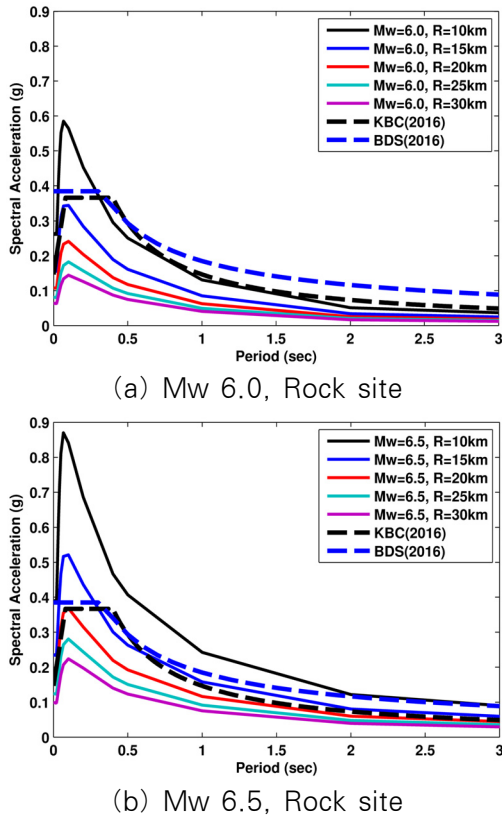 0.9
0.8
0.7
0.6
0.5
0.4
0.3
0.2
0.1
0
Spectral Acceleration (g)
Mw=6.0, R=10km
Mw=6.0, R=15km
Mw=6.0, R=20km
Mw=6.0, R=25km
Mw=6.0, R=30km
KBC(2016)
BDS(2016)
0 0.5 1 1.5 2 2.5 3
Period (sec)
(a) Mw 6.0, Rock site
0.9
0.8
0.7
0.6
0.5
0.4
0.3
0.2
0.1
0
Spectral Acceleration (g)
Mw=6.5, R=10km
Mw=6.5, R=15km
Mw=6.5, R=20km
Mw=6.5, R=25km
Mw=6.5, R=30km
KBC(2016)
BDS(2016)
0 0.5 1 1.5 2 2.5 3
Period (sec)
(b) Mw 6.5, Rock site